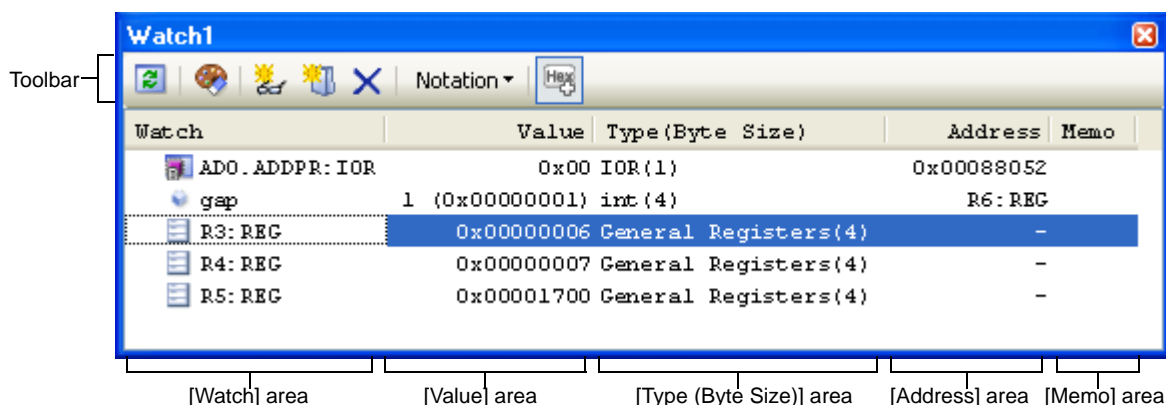 Watch1
Toolbar
Notation
Hex
Watch Value Type(Byte Size) Address Memo
AD0.ADDPR:IOR 0x00 IOR(1) 0x00088052
gap 1 (0x00000001) int(4) R6:REG
R3:REG 0x00000006 General Registers(4) -
R4:REG 0x00000007 General Registers(4) -
R5:REG 0x00001700 General Registers(4) -
[Watch] area [Value] area [Type (Byte Size)] area [Address] area [Memo] area